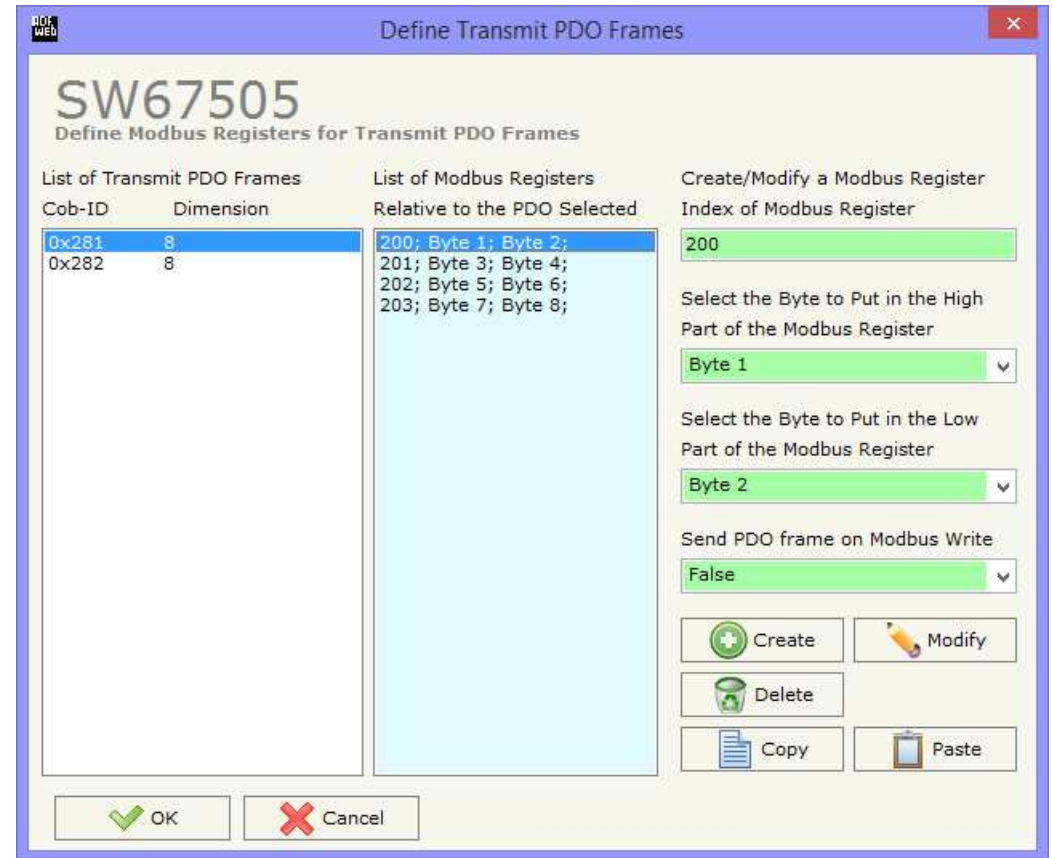 ADF
WEB
Define Transmit PDO Frames
SW67505
Define Modbus Registers for Transmit PDO Frames
List of Transmit PDO Frames
Cob-ID Dimension
0x281 8
0x282 8
List of Modbus Registers
Relative to the PDO Selected
200; Byte 1; Byte 2;
201; Byte 3; Byte 4;
202; Byte 5; Byte 6;
203; Byte 7; Byte 8;
Create/Modify a Modbus Register
Index of Modbus Register
200
Select the Byte to Put in the High
Part of the Modbus Register
Byte 1
Select the Byte to Put in the Low
Part of the Modbus Register
Byte 2
Send PDO frame on Modbus Write
False
Create
Modify
Delete
Copy
Paste
OK
Cancel